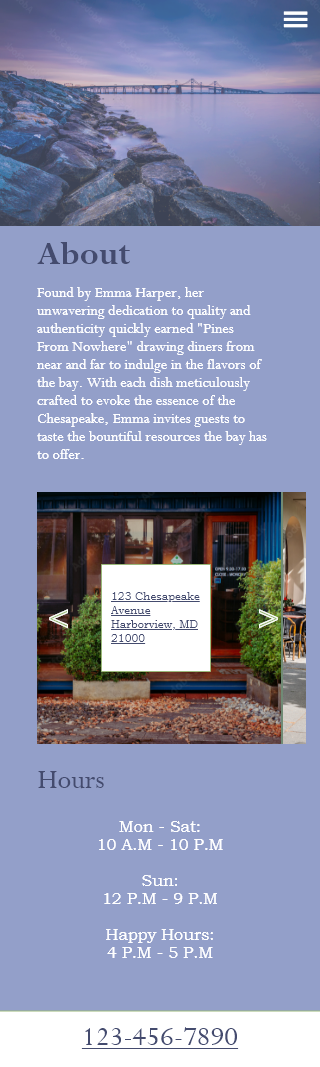 About
Found by Emma Harper, her
unwavering dedication to quality and
authenticity quickly earned "Pines
From Nowhere" drawing diners from
near and far to indulge in the flavors of
the bay. With each dish meticulously
crafted to evoke the essence of the
Chesapeake, Emma invites guests to
taste the bountiful resources the bay has
to offer.
123 Chesapeake
Avenue
Harborview, MD
21000
Hours
Mon - Sat:
10 A.M - 10 P.M
Sun:
12 P.M - 9 P.M
Happy Hours:
4 P.M - 5 P.M
123-456-7890